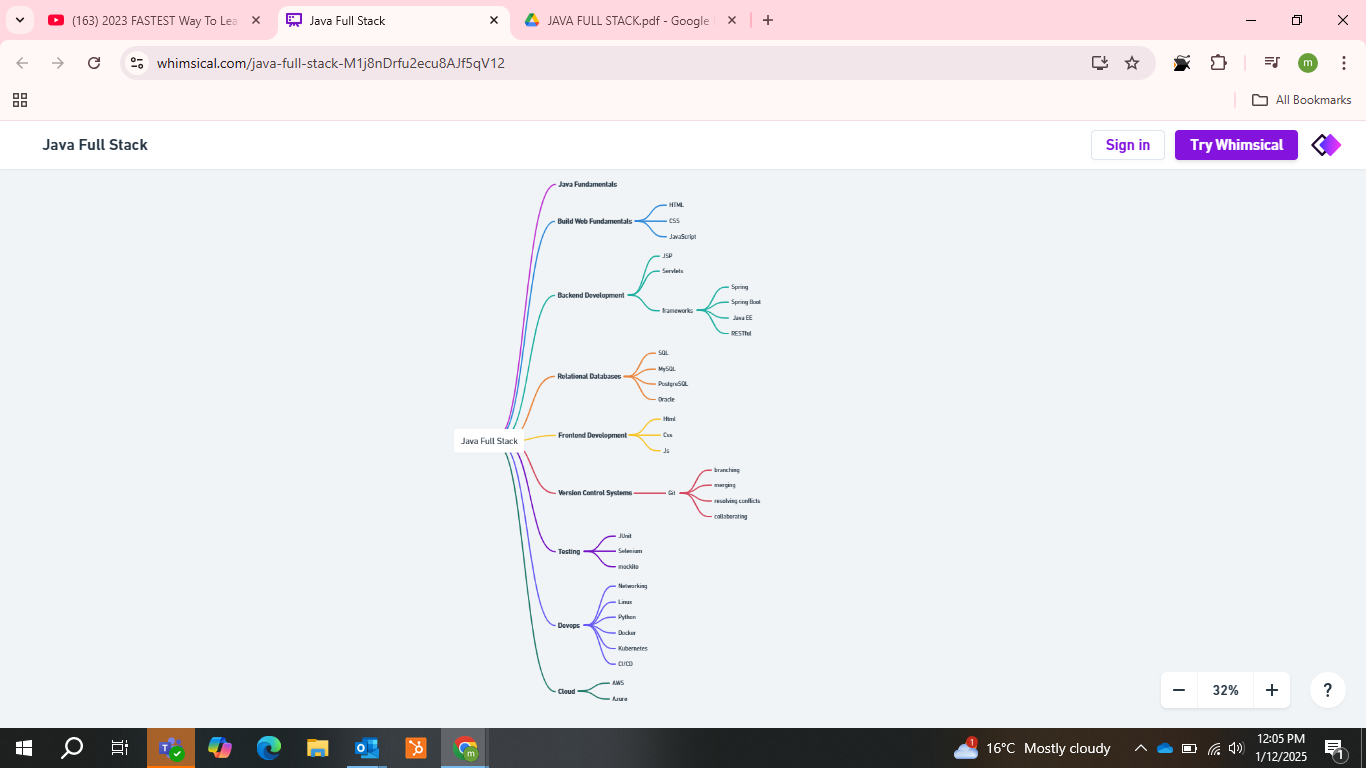 (163) 2023 FASTEST Way To Lea
Java Full Stack
JAVA FULL STACK.pdf - Google
whimsical.com/java-full-stack-M1j8nDrfu2ecu8AJf5qV12
m
All Bookmarks
Java Full Stack
Sign in
Try Whimsical
Java Full Stack
Java Fundamentals
Build Web Fundamentals
HTML
CSS
JavaScript
Backend Development
JSP
Servlets
frameworks
Spring
Spring Boot
Java EE
RESTful
Relational Databases
SQL
MySQL
PostgreSQL
Oracle
Frontend Development
Html
Css
Js
Version Control Systems
Git
branching
merging
resolving conflicts
collaborating
Testing
JUnit
Selenium
mockito
Devops
Networking
Linux
Python
Docker
Kubernetes
CI/CD
Cloud
AWS
Azure
32%
?
m
1
16°C Mostly cloudy
12:05 PM
1/12/2025
1